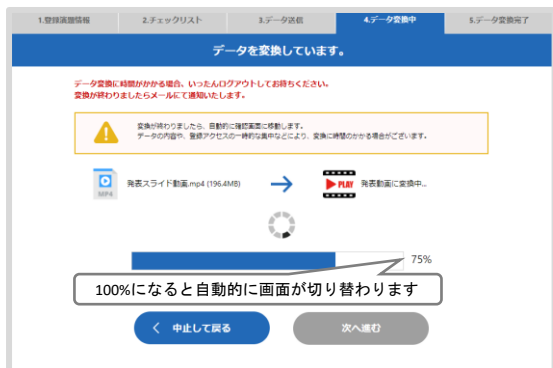 1.登録演題情報
2.チェックリスト
3.データ送信
4.データ変換中
5.データ変換完了
データを変換しています。
データ変換に時間がかかる場合、いったんログアウトしてお待ちください。
変換が終わりましたらメールにて通知いたします。
変換が終わりましたら、自動的に確認画面に移動します。
データの内容や、登録アクセスの一時的な集中などにより、変換に時間のかかる場合がございます。
MP4
発表スライド動画.mp4 (196.4MB)
PLAY
発表動画に変換中...
75%
100%になると自動的に画面が切り替わります
中止して戻る
次へ進む